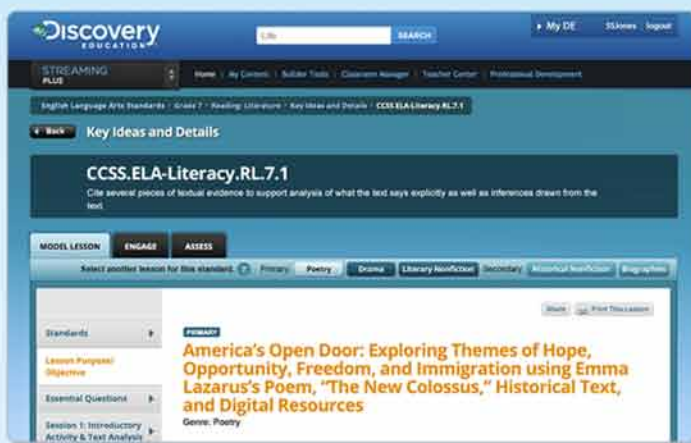 Discovery
EDUCATION
Life
SEARCH
My DE
SSJones
logout
STREAMING
PLUS
Home | My Content | Builder Tools | Classroom Manager | Teacher Center | Professional Development
English Language Arts Standards > Grade 7 > Reading: Literature > Key Ideas and Details > CCSS.ELA-Literacy.RL.7.1
Back
Key Ideas and Details
CCSS.ELA-Literacy.RL.7.1
Cite several pieces of textual evidence to support analysis of what the text says explicitly as well as inferences drawn from the
text.
MODEL LESSON
ENGAGE
ASSESS
Select another lesson for this standard. Primary: Poetry Drama Literary Nonfiction Secondary: Historical Nonfiction Biographies
Share
Print This Lesson
Standards
Lesson Purpose/
Objective
Essential Questions
Session 1: Introductory
Activity & Text Analysis
PRIMARY
America's Open Door: Exploring Themes of Hope,
Opportunity, Freedom, and Immigration using Emma
Lazarus's Poem, "The New Colossus," Historical Text,
and Digital Resources
Genre: Poetry